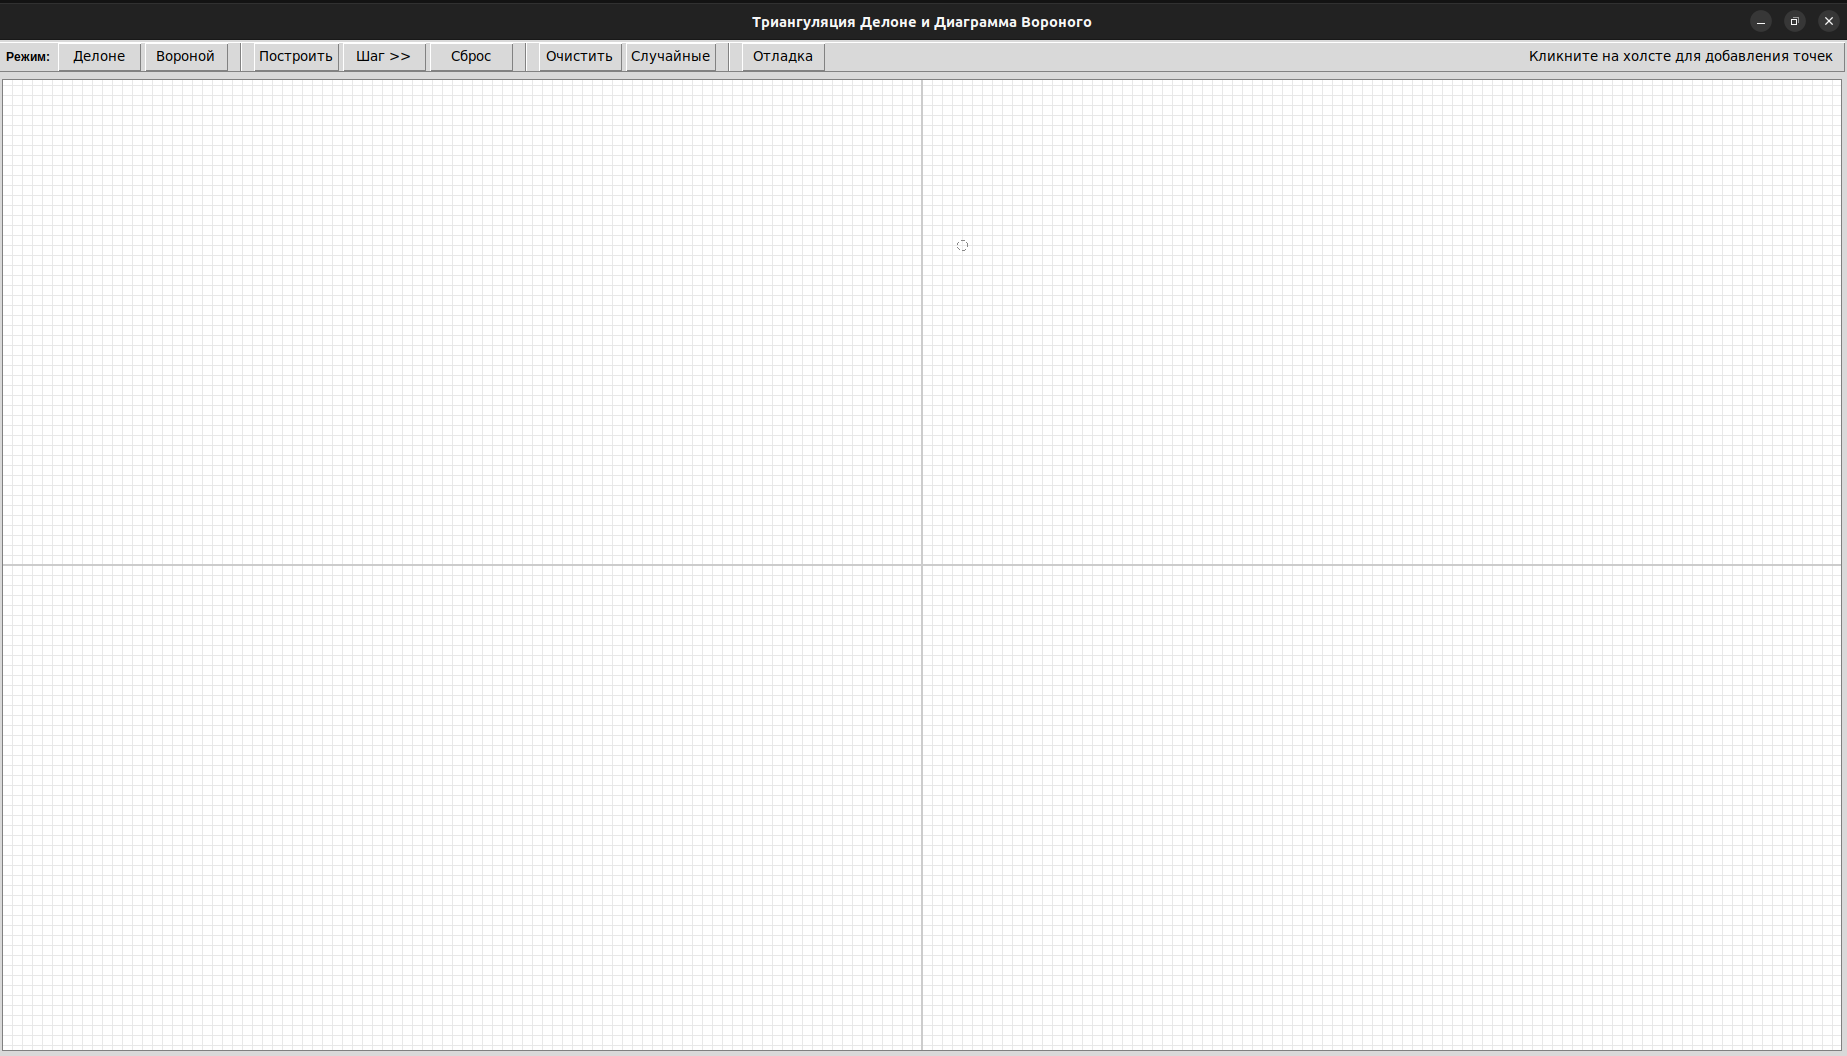 Триангуляция Делоне и Диаграмма Вороного
Режим: Делоне Вороной Построить Шаг >> Сброс Очистить Случайные Отладка Кликните на холсте для добавления точек